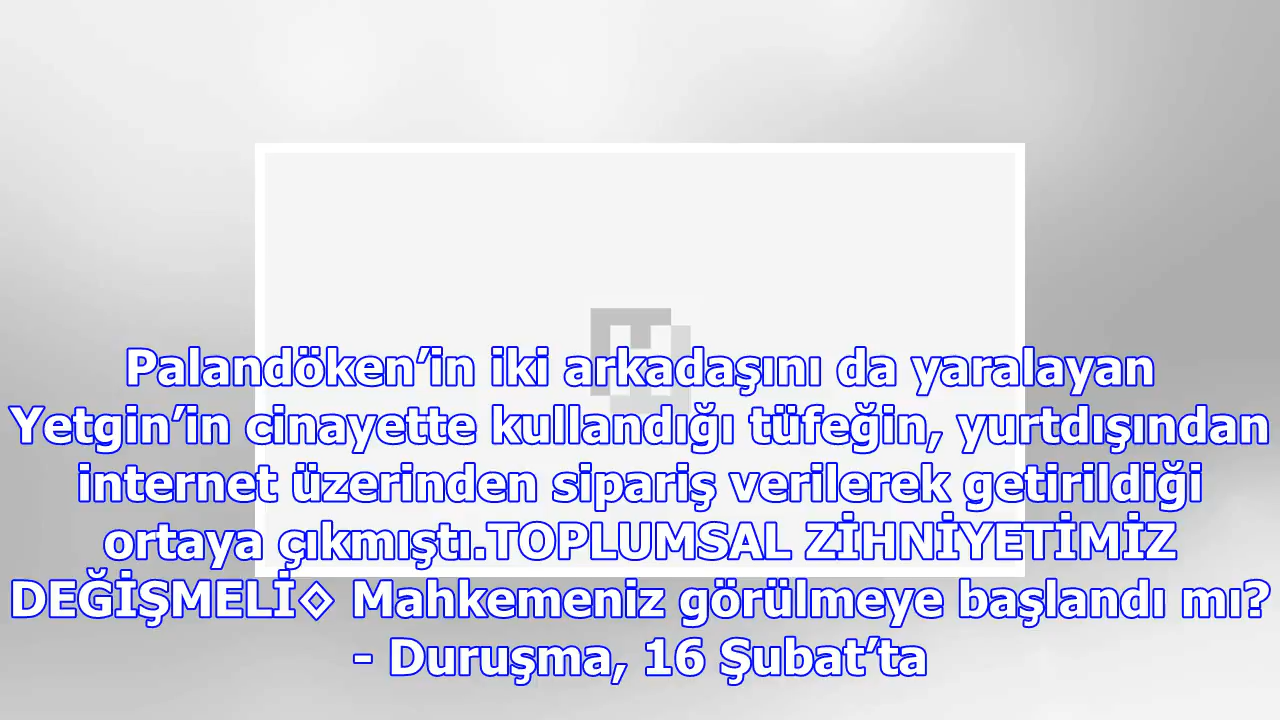 Palandöken’in iki arkadaşını da yaralayan
Yetgin’in cinayette kullandığı tüfeğin, yurtdışından
internet üzerinden sipariş verilerek getirildiği
ortaya çıkmıştı.TOPLUMSAL ZİHNİYETİMİZ
DEĞİŞMELİ◇ Mahkemeniz görülmeye başlandı mı?
- Duruşma, 16 Şubat’ta